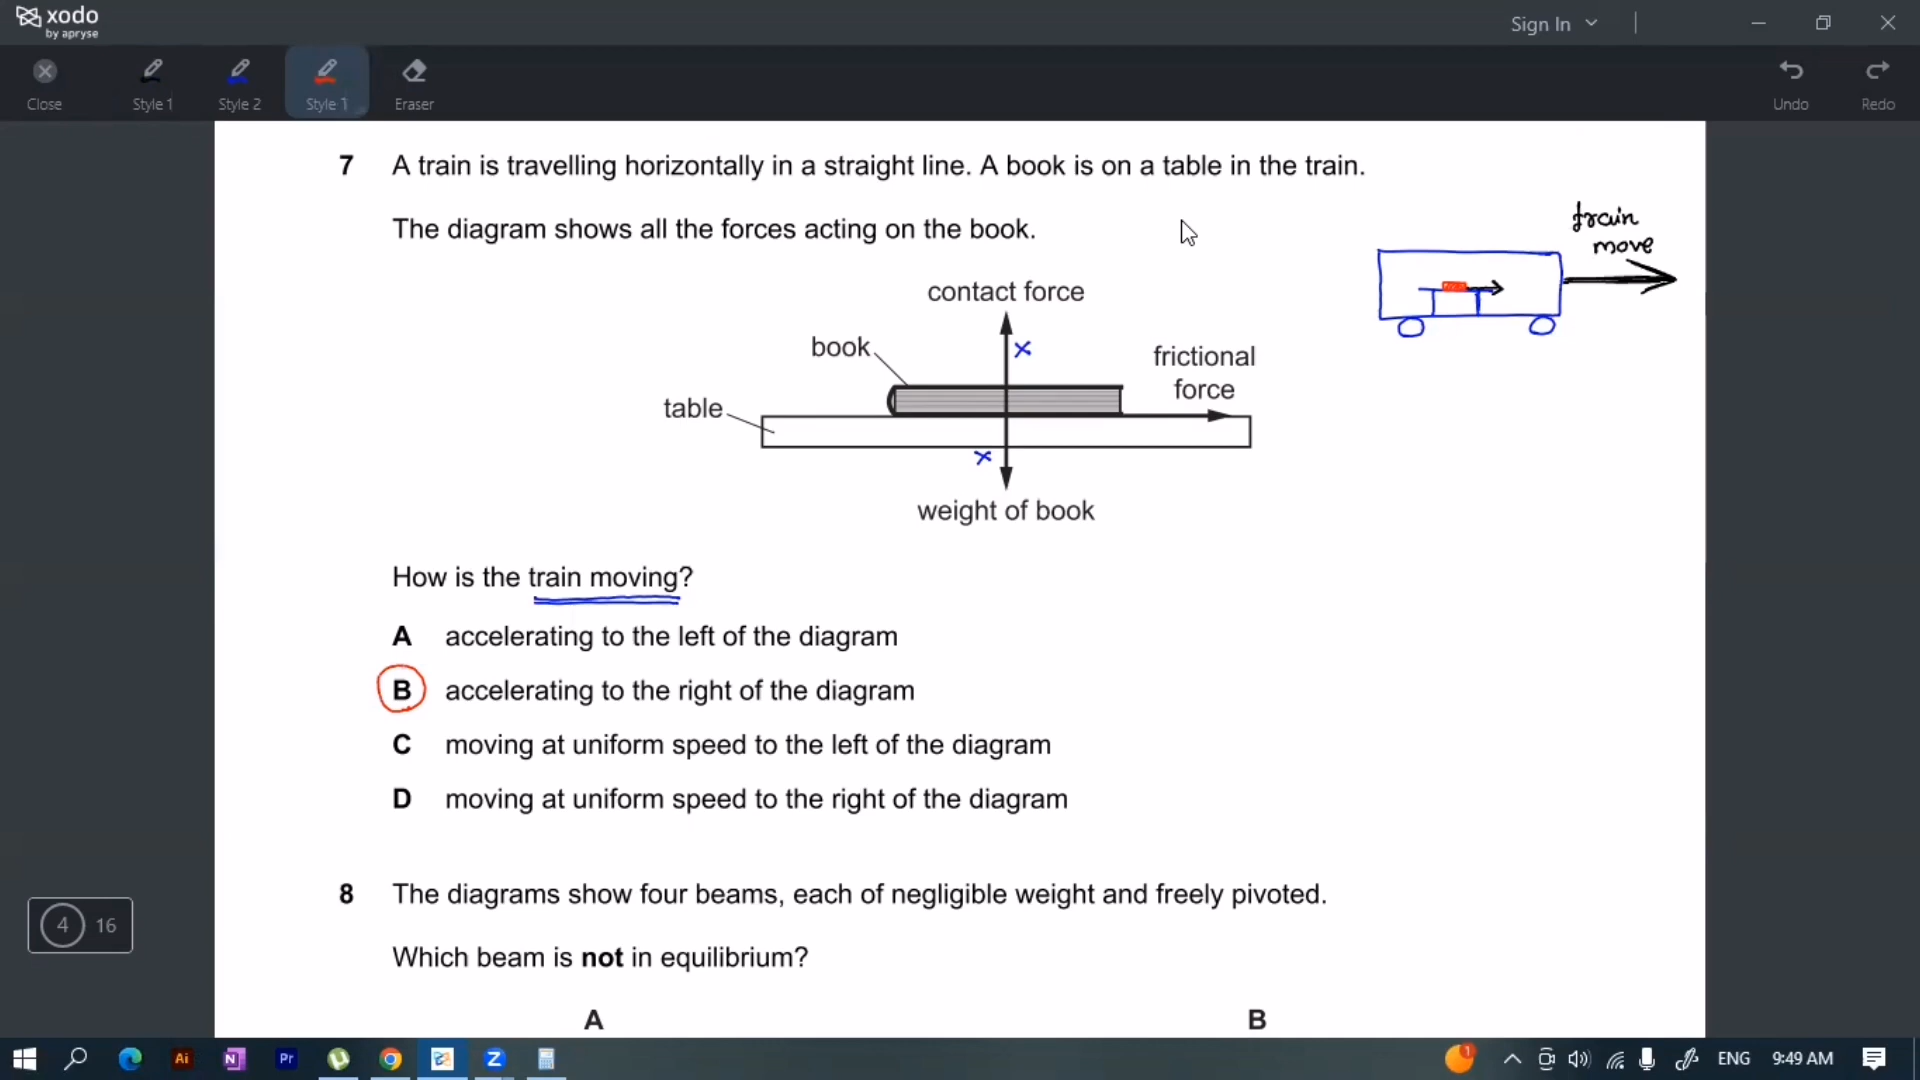 xodo
by apryse
Sign In
Close
Style 1
Style 2
Style 1
Eraser
Undo
Redo
7 A train is travelling horizontally in a straight line. A book is on a table in the train.
The diagram shows all the forces acting on the book.
train
move
contact force
book
x
frictional
force
table
x
weight of book
How is the train moving?
A accelerating to the left of the diagram
B accelerating to the right of the diagram
C moving at uniform speed to the left of the diagram
D moving at uniform speed to the right of the diagram
8 The diagrams show four beams, each of negligible weight and freely pivoted.
4 16
Which beam is not in equilibrium?
A B
Ai N Pr Z 1 ENG 9:49 AM